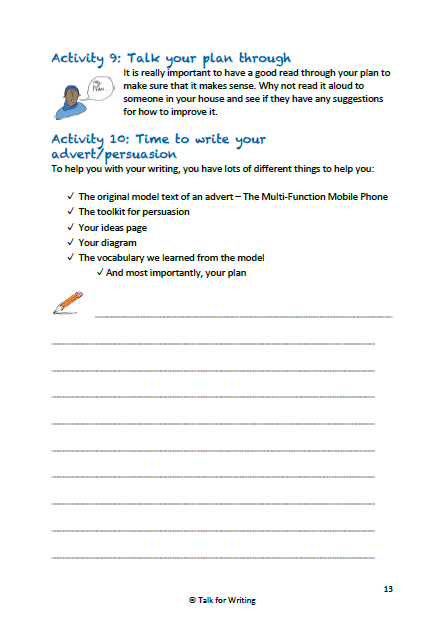 Activity 9: Talk your plan through
It is really important to have a good read through your plan to
make sure that it makes sense. Why not read it aloud to
someone in your house and see if they have any suggestions
for how to improve it.
My
Plan...
Activity 10: Time to write your
advert/persuasion
To help you with your writing, you have lots of different things to help you:
✓ The original model text of an advert – The Multi-Function Mobile Phone
✓ The toolkit for persuasion
✓ Your ideas page
✓ Your diagram
✓ The vocabulary we learned from the model
✓ And most importantly, your plan
13
© Talk for Writing